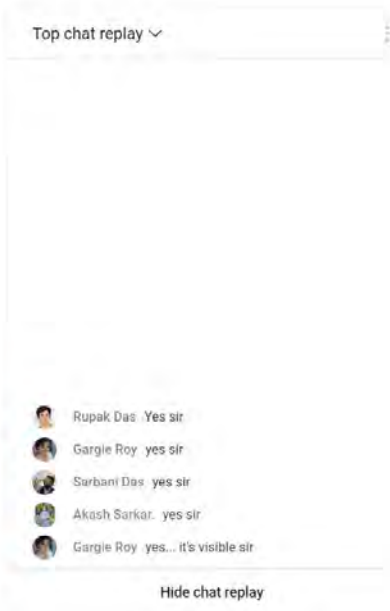 Top chat replay
Rupak Das Yes sir
Gargie Roy yes sir
Sarbani Das yes sir
Akash Sarkar. yes sir
Gargie Roy yes... it's visible sir
Hide chat replay